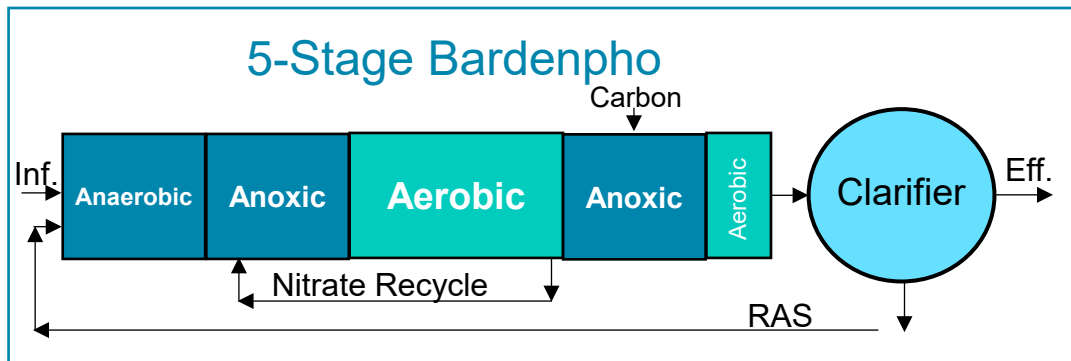 5-Stage Bardenpho
Carbon
Inf.
Anaerobic
Anoxic
Aerobic
Anoxic
Aerobic
Clarifier
Eff.
Nitrate Recycle
RAS